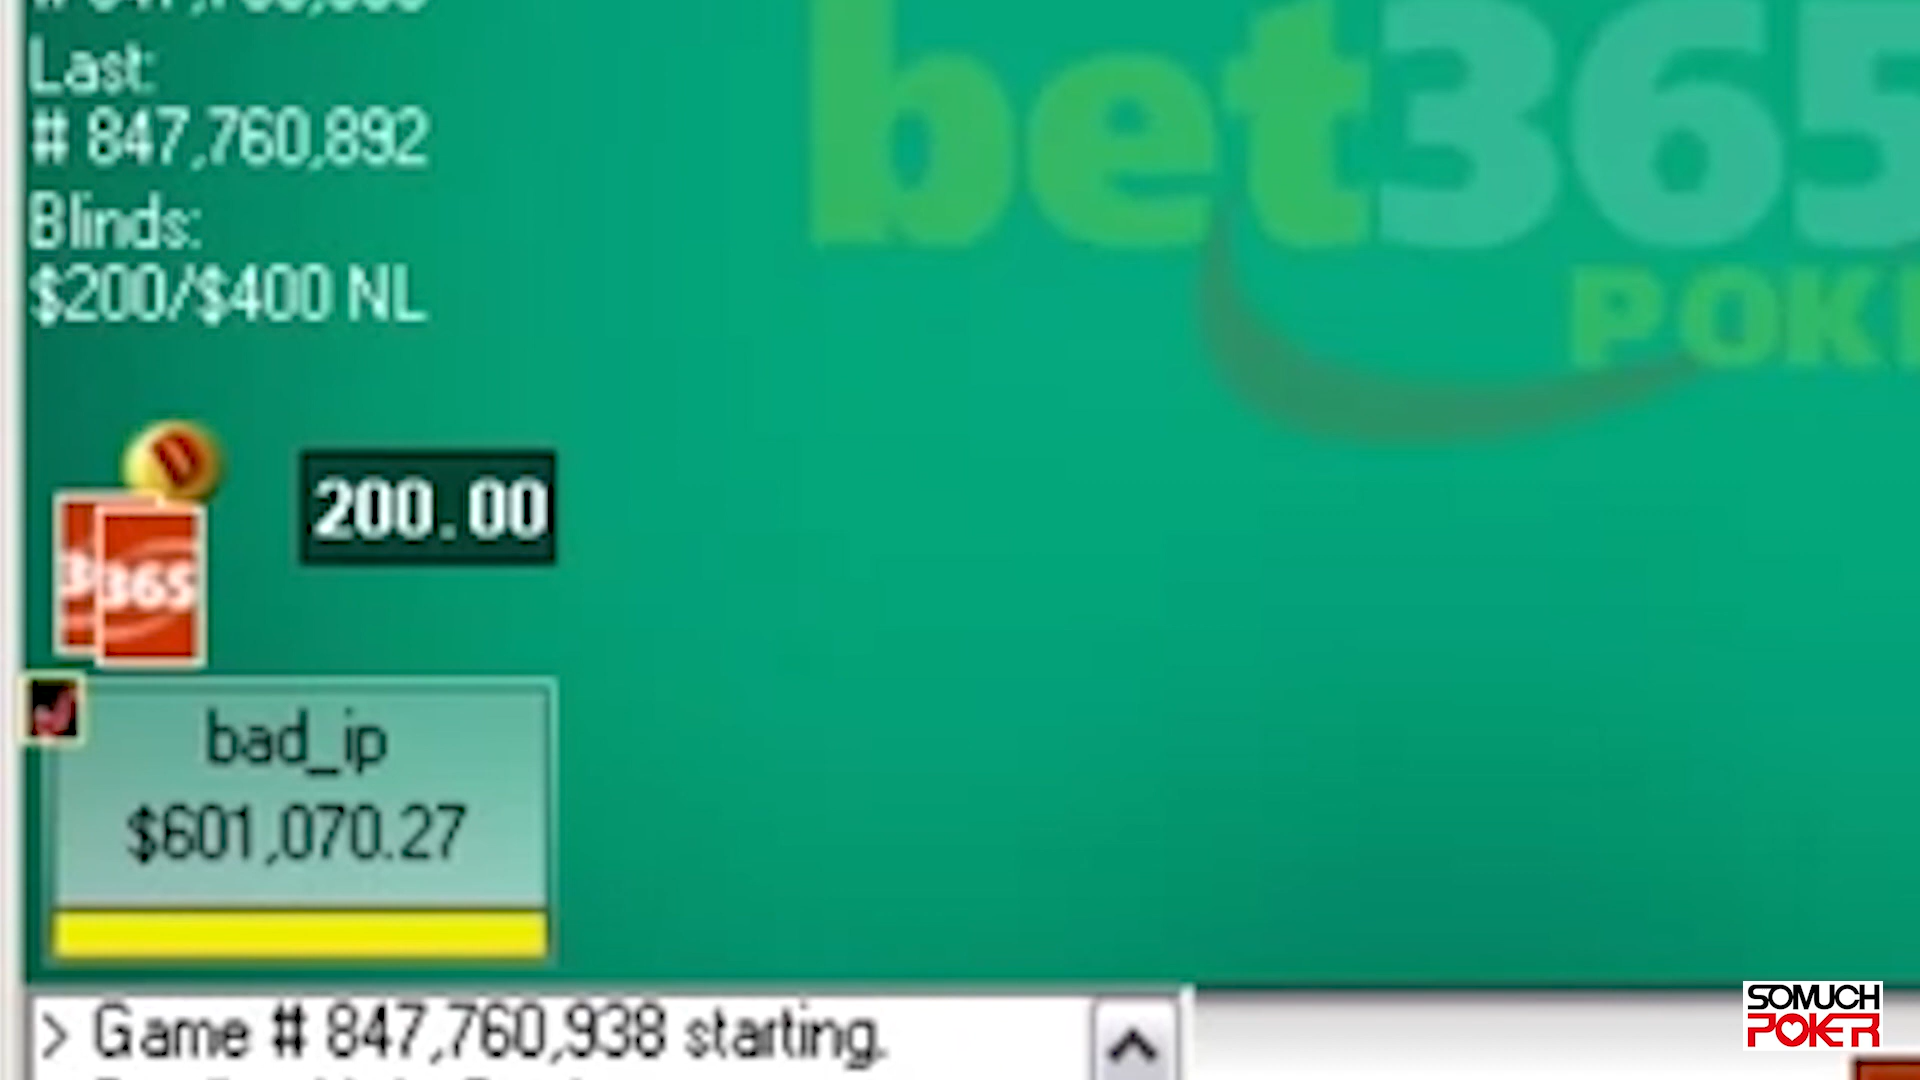 Last:
# 847,760,892
Blinds:
$200/$400 NL
bet365
POK
200.00
365
bad_ip
$601,070.27
> Game # 847,760,938 starting.
SOMUCH
POKER